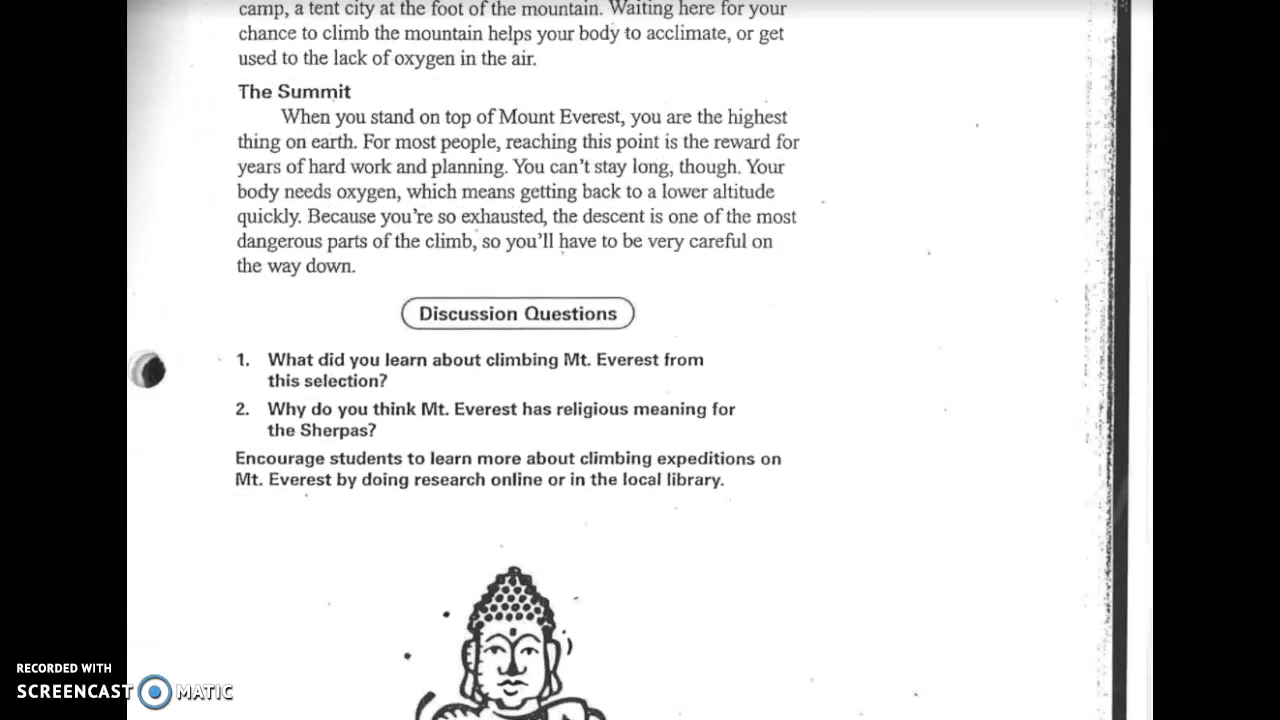 camp, a tent city at the foot of the mountain. Waiting here for your
chance to climb the mountain helps your body to acclimate, or get
used to the lack of oxygen in the air.
The Summit
When you stand on top of Mount Everest, you are the highest
thing on earth. For most people, reaching this point is the reward for
years of hard work and planning. You can't stay long, though. Your
body needs oxygen, which means getting back to a lower altitude
quickly. Because you're so exhausted, the descent is one of the most
dangerous parts of the climb, so you'll have to be very careful on
the way down.
Discussion Questions
1. What did you learn about climbing Mt. Everest from
this selection?
2. Why do you think Mt. Everest has religious meaning for
the Sherpas?
Encourage students to learn more about climbing expeditions on
Mt. Everest by doing research online or in the local library.
RECORDED WITH
SCREENCAST MATIC